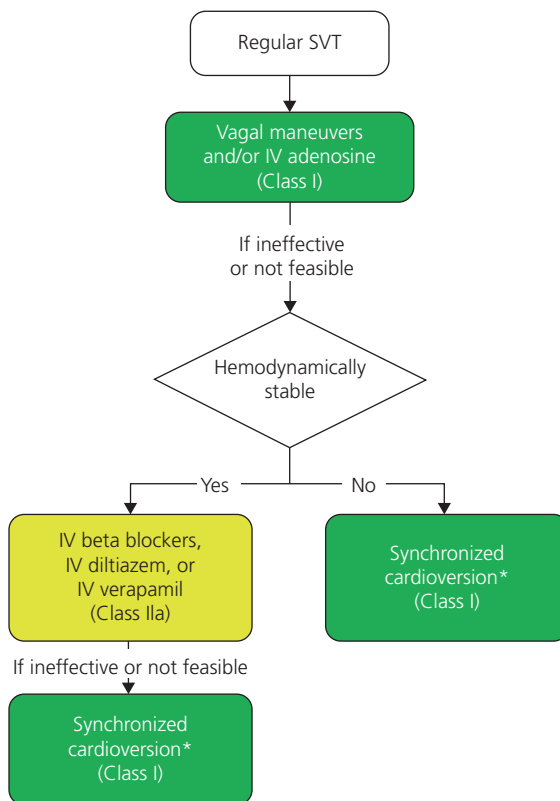 Regular SVT
Vagal maneuvers
and/or IV adenosine
(Class I)
If ineffective
or not feasible
Hemodynamically
stable
Yes
No
IV beta blockers,
IV diltiazem, or
IV verapamil
(Class IIa)
Synchronized
cardioversion*
(Class I)
If ineffective or not feasible
Synchronized
cardioversion*
(Class I)